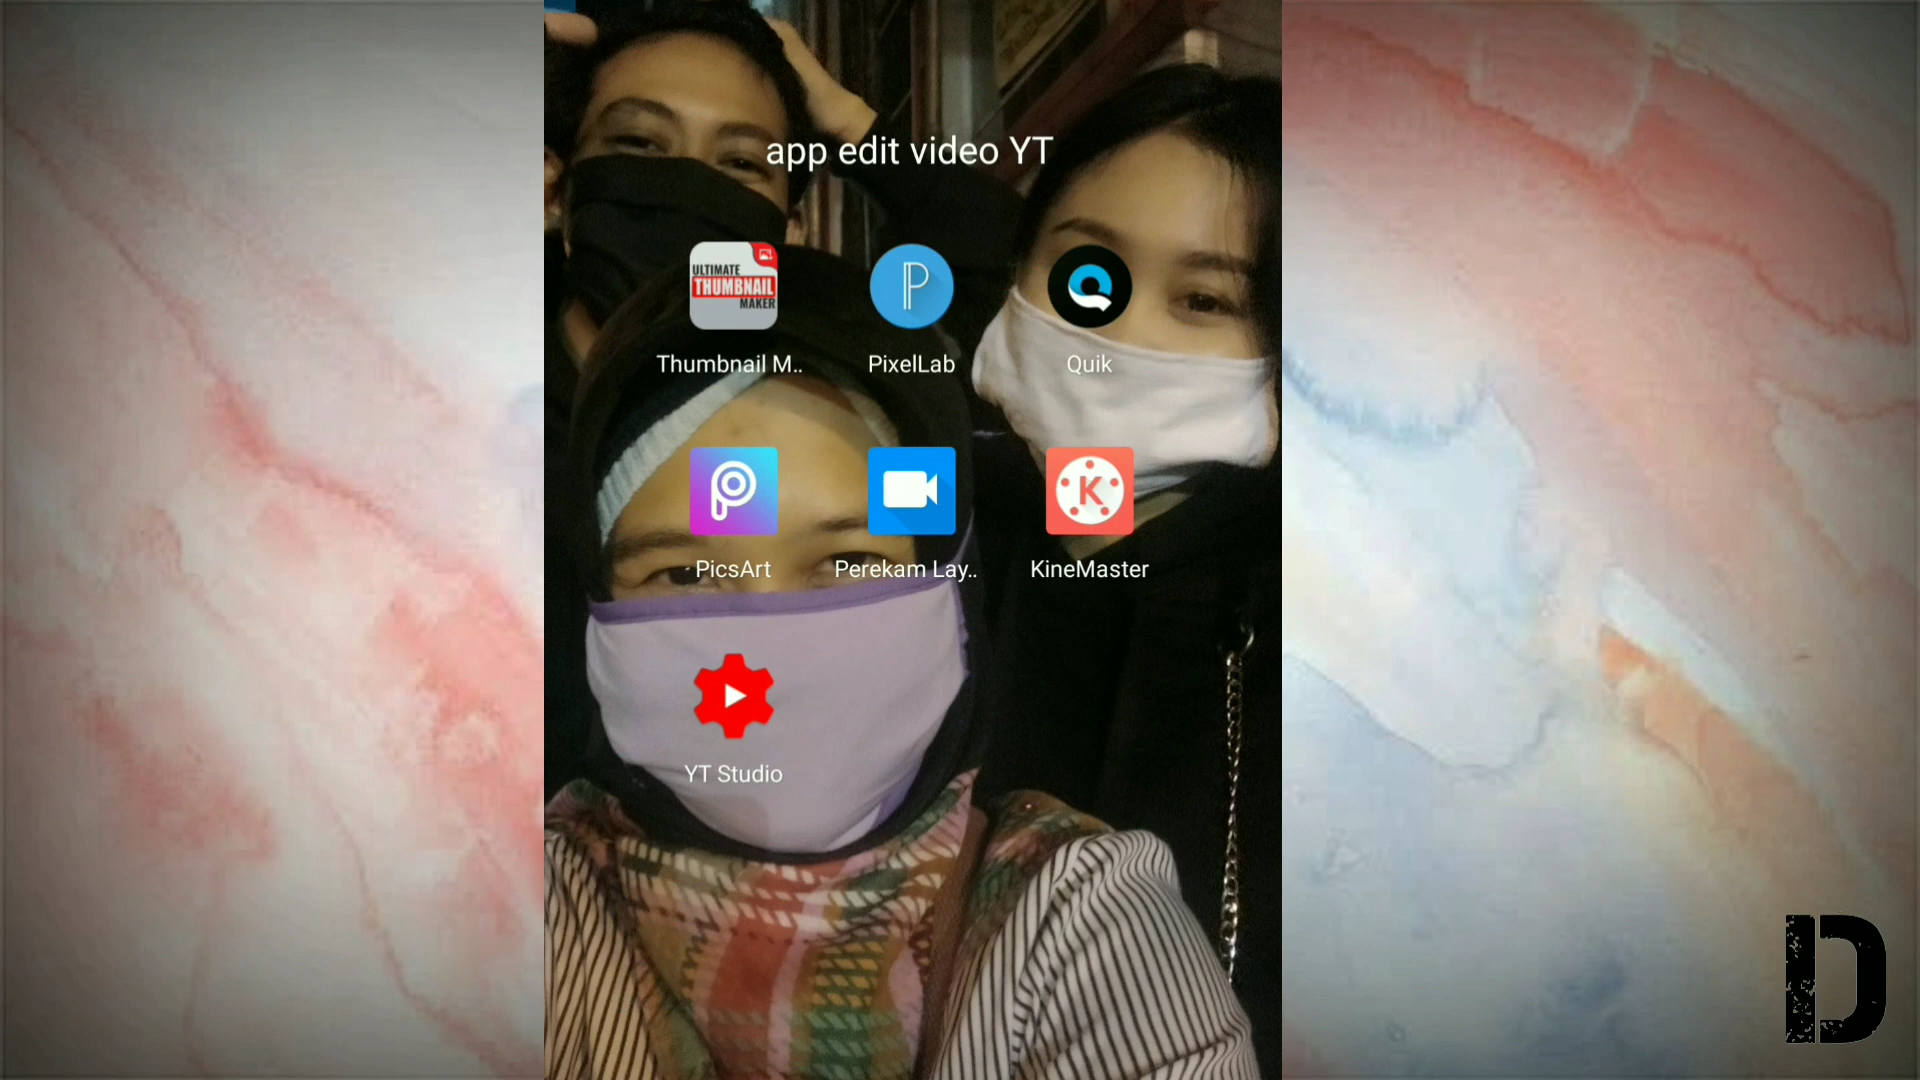 app edit video YT
ULTIMATE
THUMBNAIL
MAKER
Thumbnail M..
PixelLab
Quik
PicsArt
Perekam Lay..
KineMaster
YT Studio
D